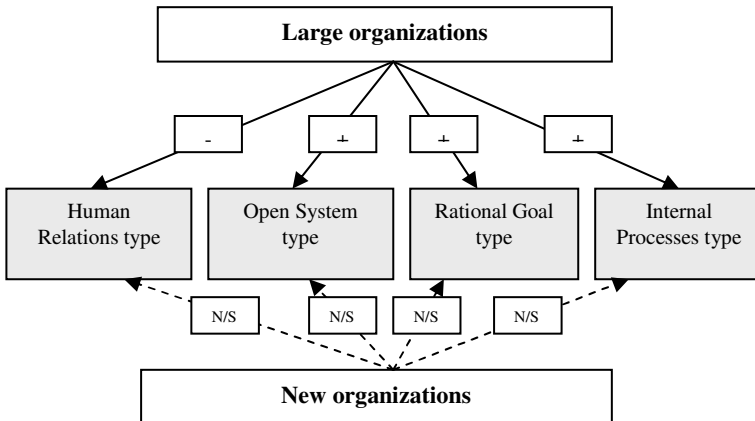 Large organizations
-
+
+
+
Human
Relations type
Open System
type
Rational Goal
type
Internal
Processes type
N/S
N/S
N/S
N/S
New organizations